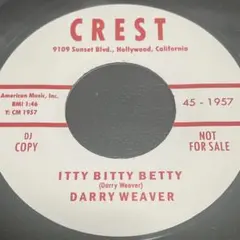 CREST
9109 Sunset Blvd., Hollywood, California
American Music, Inc.
BMI 1:46
Y: CM 1957
45 - 1957
DJ
COPY
NOT
FOR SALE
ITTY BITTY BETTY
(Darry Weaver)
DARRY WEAVER